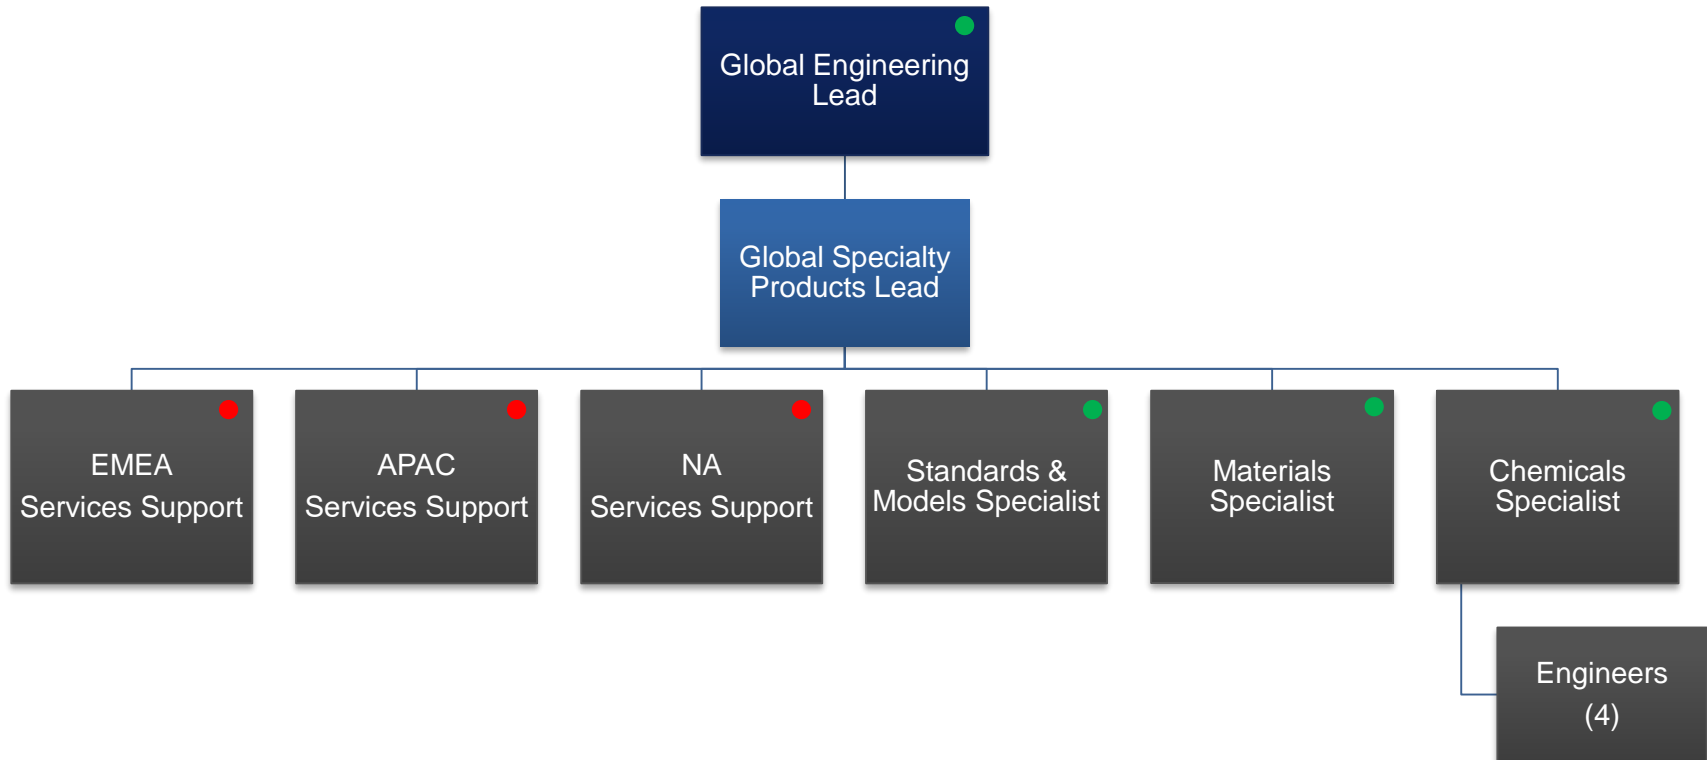 Global Engineering
Lead
Global Specialty
Products Lead
EMEA
Services Support
APAC
Services Support
NA
Services Support
Standards &
Models Specialist
Materials
Specialist
Chemicals
Specialist
Engineers
(4)